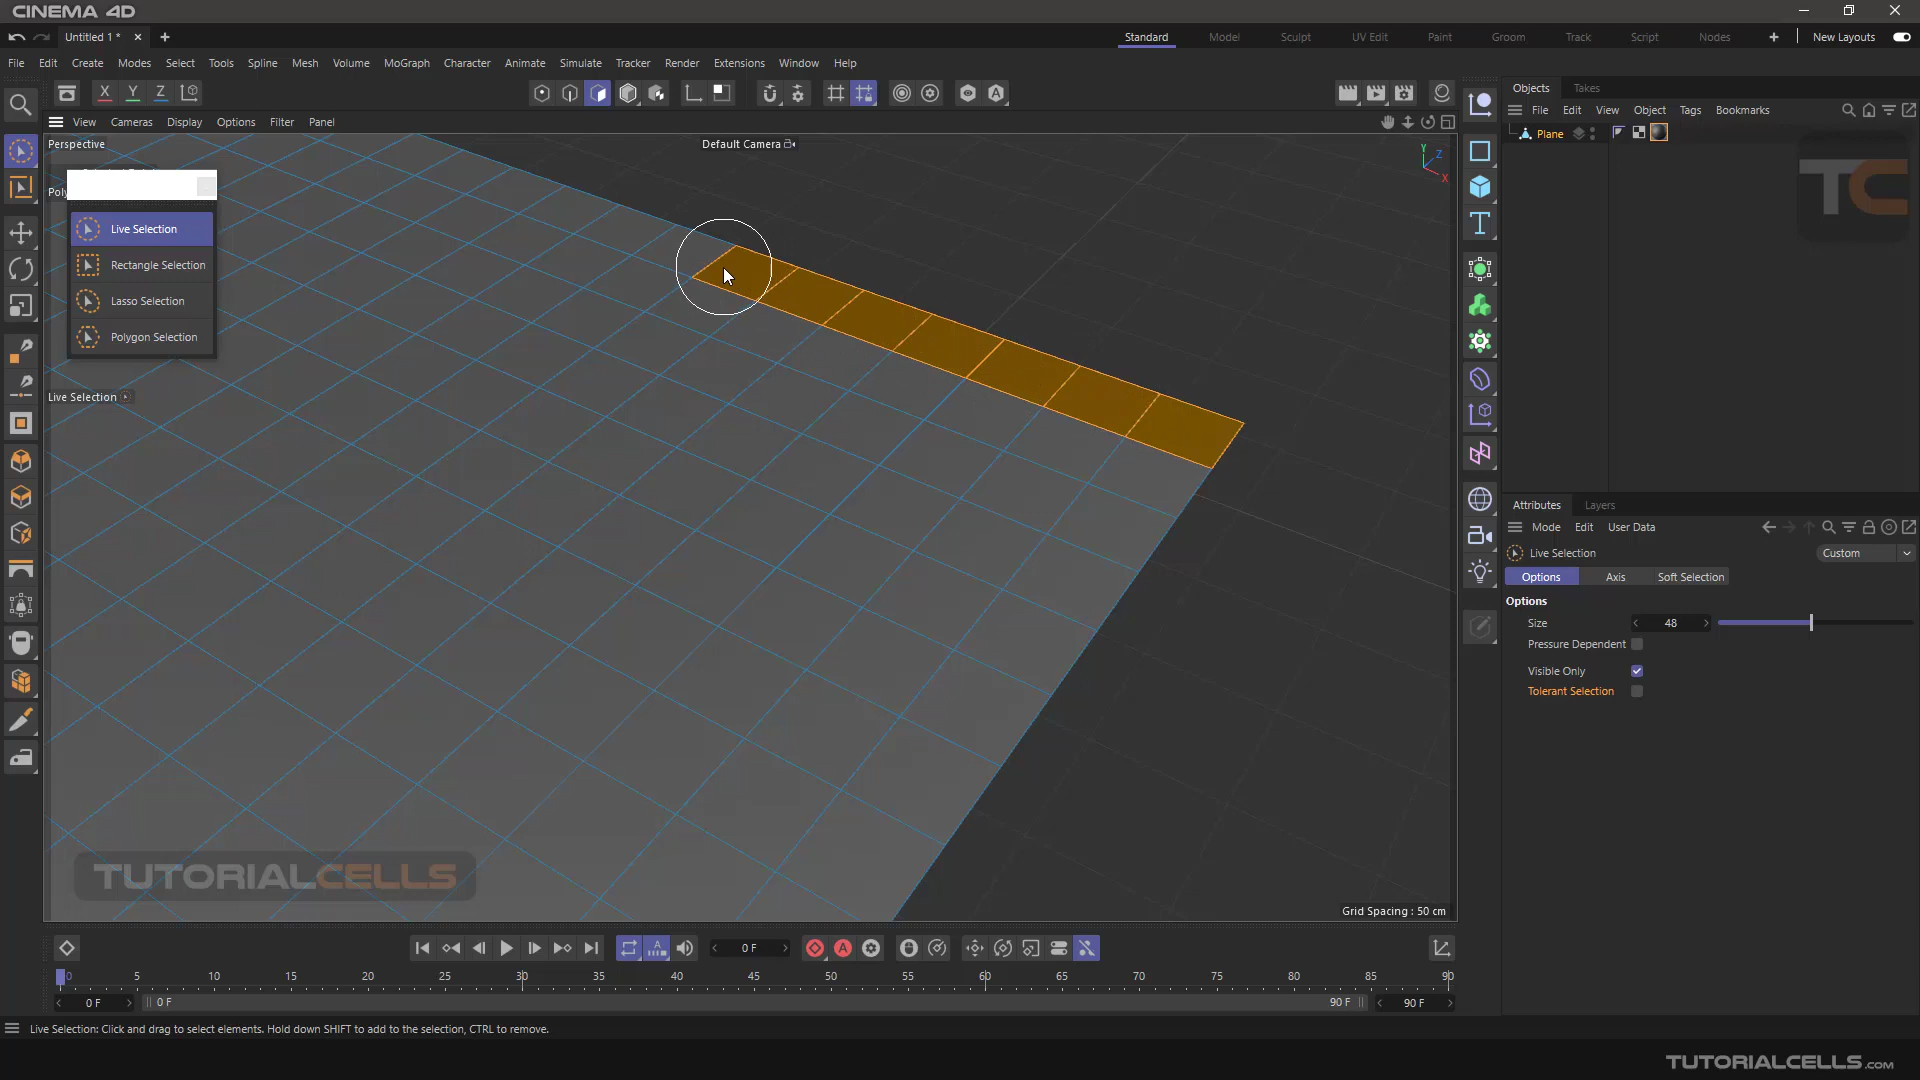 CINEMA 4D
Untitled 1 *
Standard
Model
Sculpt
UV Edit
Paint
Groom
Track
Script
Nodes
New Layouts
File Edit Create Modes Select Tools Spline Mesh Volume MoGraph Character Animate Simulate Tracker Render Extensions Window Help
X Y Z
View Cameras Display Options Filter Panel
Perspective
Default Camera
Y
Z
X
Live Selection
Rectangle Selection
Lasso Selection
Polygon Selection
Live Selection
TUTORIALCELLS
Grid Spacing : 50 cm
Objects Takes
File Edit View Object Tags Bookmarks
Plane
TC
Attributes Layers
Mode Edit User Data
Live Selection
Custom
Options Axis Soft Selection
Options
Size 48
Pressure Dependent
Visible Only
Tolerant Selection
0 F
0 5 10 15 20 25 30 35 40 45 50 55 60 65 70 75 80 85 90
0 F 0 F 90 F 90 F
Live Selection: Click and drag to select elements. Hold down SHIFT to add to the selection, CTRL to remove.
TUTORIALCELLS.COM